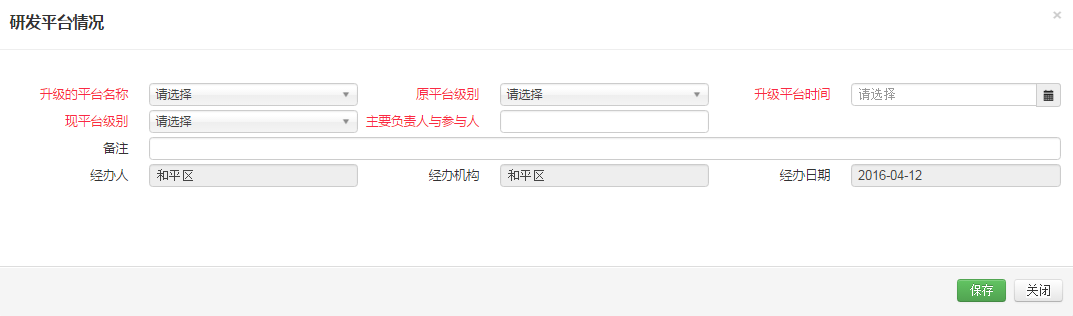 研发平台情况
×
升级的平台名称 请选择 原平台级别 请选择 升级平台时间 请选择
现平台级别 请选择 主要负责人与参与人
备注
经办人 和平区 经办机构 和平区 经办日期 2016-04-12
保存 关闭